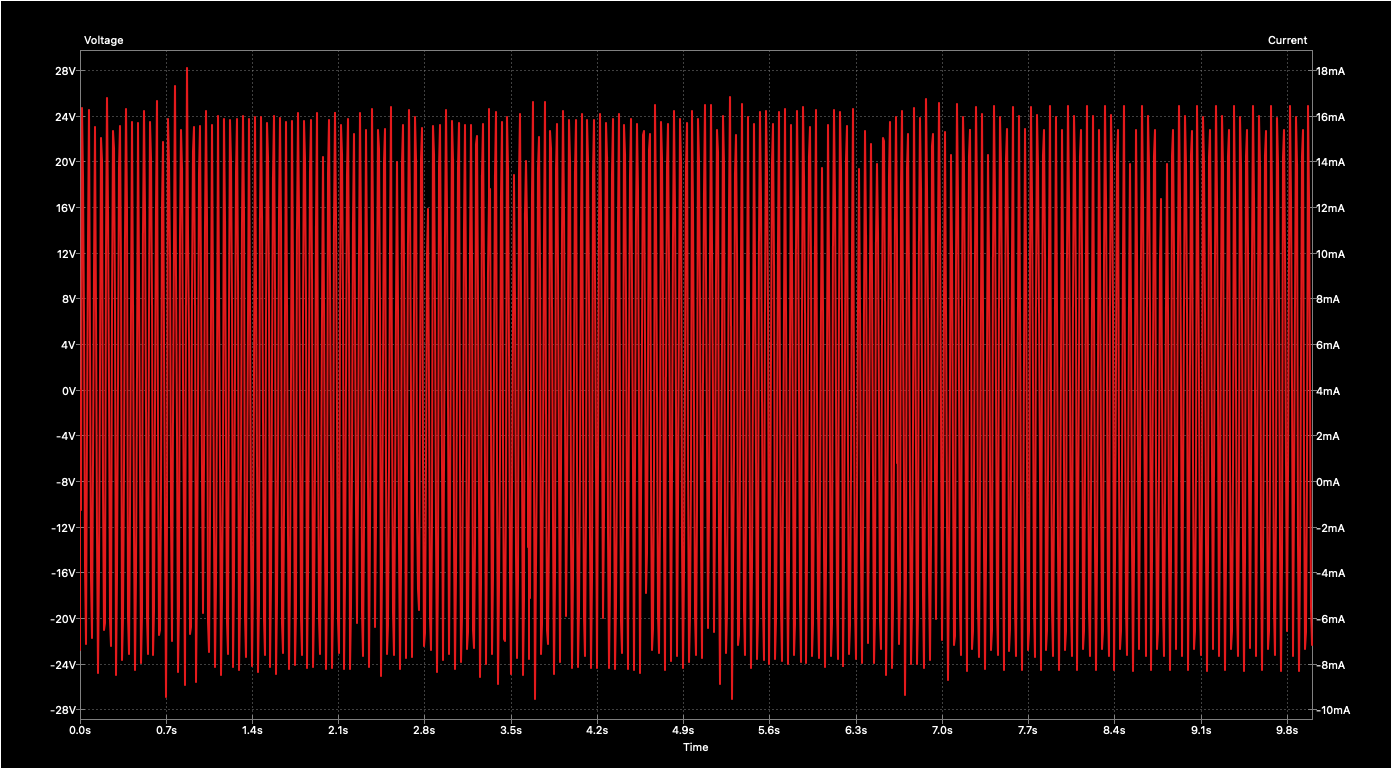 Voltage Current
28V 18mA
24V 16mA
20V 14mA
16V 12mA
12V 10mA
8V 8mA
4V 6mA
0V 4mA
-4V 2mA
-8V 0mA
-12V -2mA
-16V -4mA
-20V -6mA
-24V -8mA
-28V -10mA
0.0s 0.7s 1.4s 2.1s 2.8s 3.5s 4.2s 4.9s 5.6s 6.3s 7.0s 7.7s 8.4s 9.1s 9.8s
Time